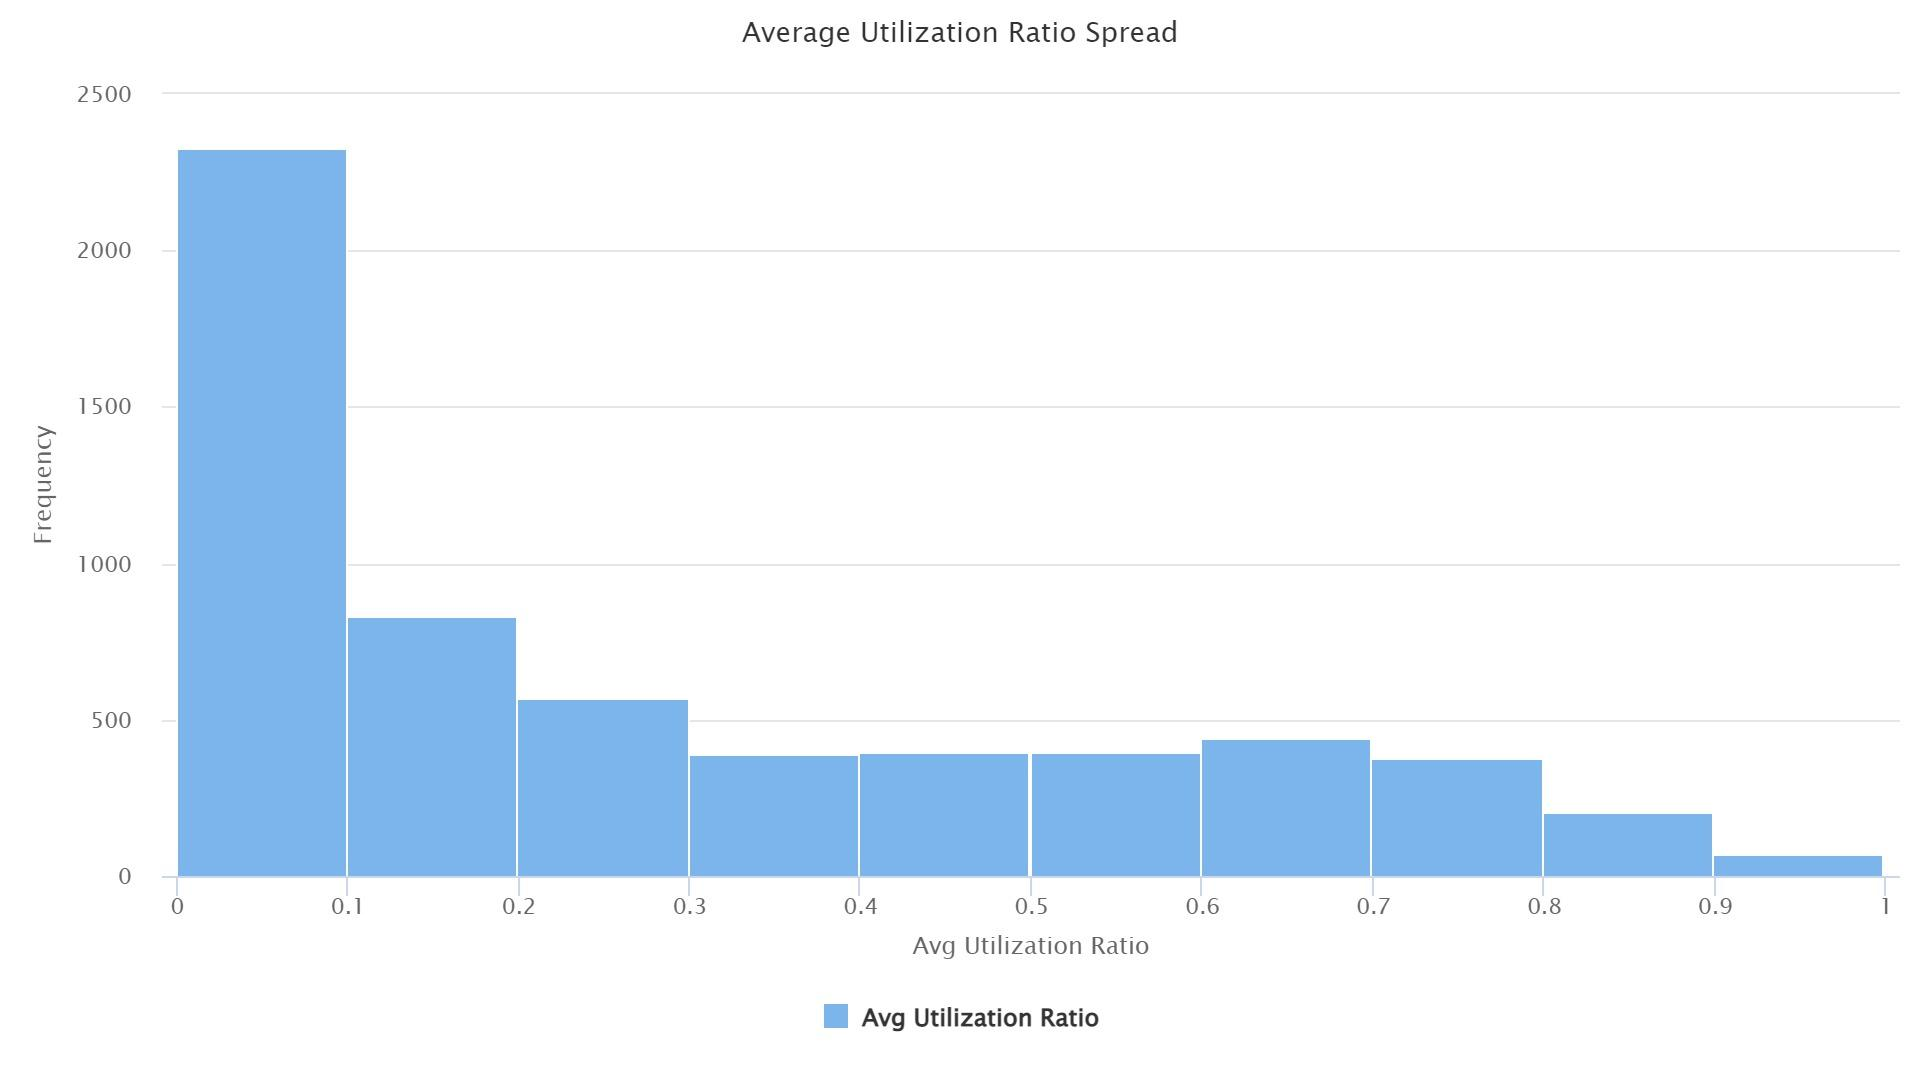 Average Utilization Ratio Spread
2500
2000
1500
1000
500
0
Frequency
0 0.1 0.2 0.3 0.4 0.5 0.6 0.7 0.8 0.9 1
Avg Utilization Ratio
Avg Utilization Ratio